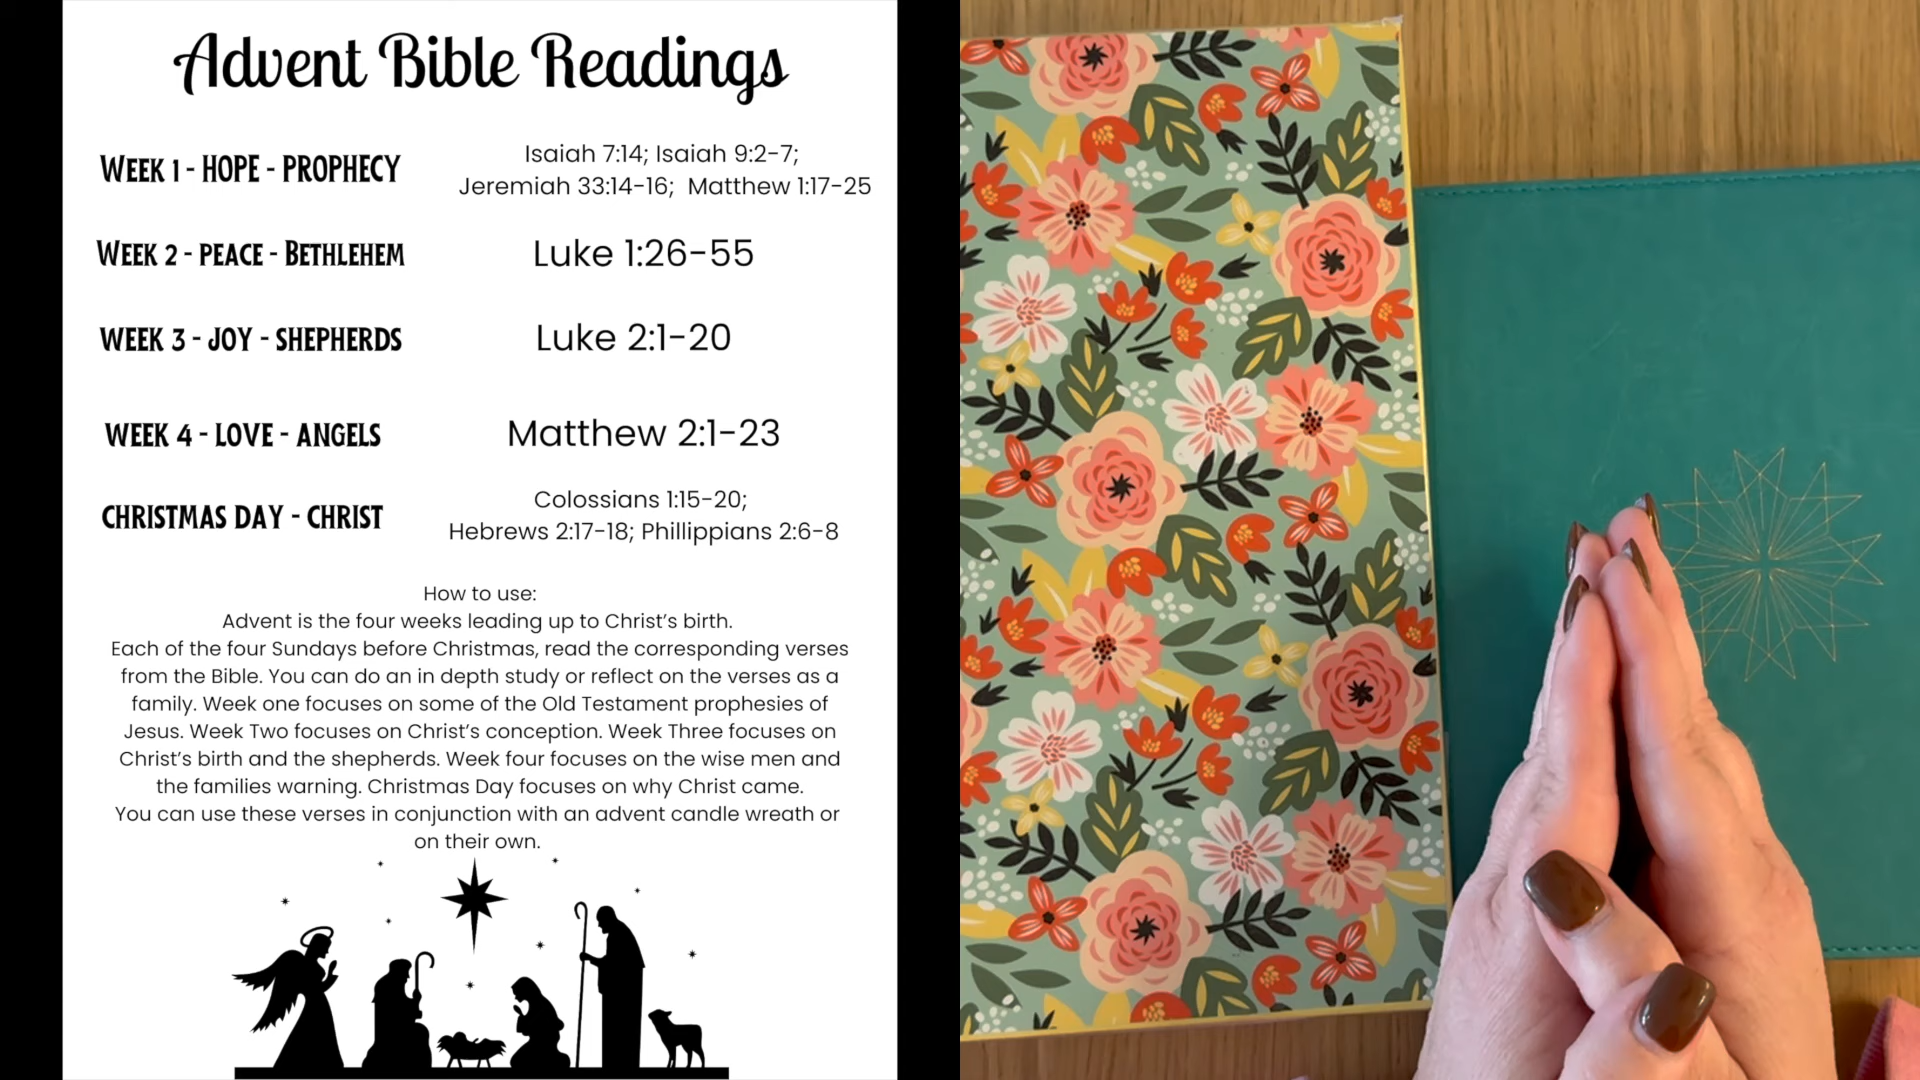 Advent Bible Readings
WEEK 1 - HOPE - PROPHECY
Isaiah 7:14; Isaiah 9:2-7;
Jeremiah 33:14-16; Matthew 1:17-25
WEEK 2 - PEACE - BETHLEHEM
Luke 1:26-55
WEEK 3 - JOY - SHEPHERDS
Luke 2:1-20
WEEK 4 - LOVE - ANGELS
Matthew 2:1-23
CHRISTMAS DAY - CHRIST
Colossians 1:15-20;
Hebrews 2:17-18; Phillippians 2:6-8
How to use:
Advent is the four weeks leading up to Christ's birth.
Each of the four Sundays before Christmas, read the corresponding verses
from the Bible. You can do an in depth study or reflect on the verses as a
family. Week one focuses on some of the Old Testament prophesies of
Jesus. Week Two focuses on Christ's conception. Week Three focuses on
Christ's birth and the shepherds. Week four focuses on the wise men and
the families warning. Christmas Day focuses on why Christ came.
You can use these verses in conjunction with an advent candle wreath or
on their own.